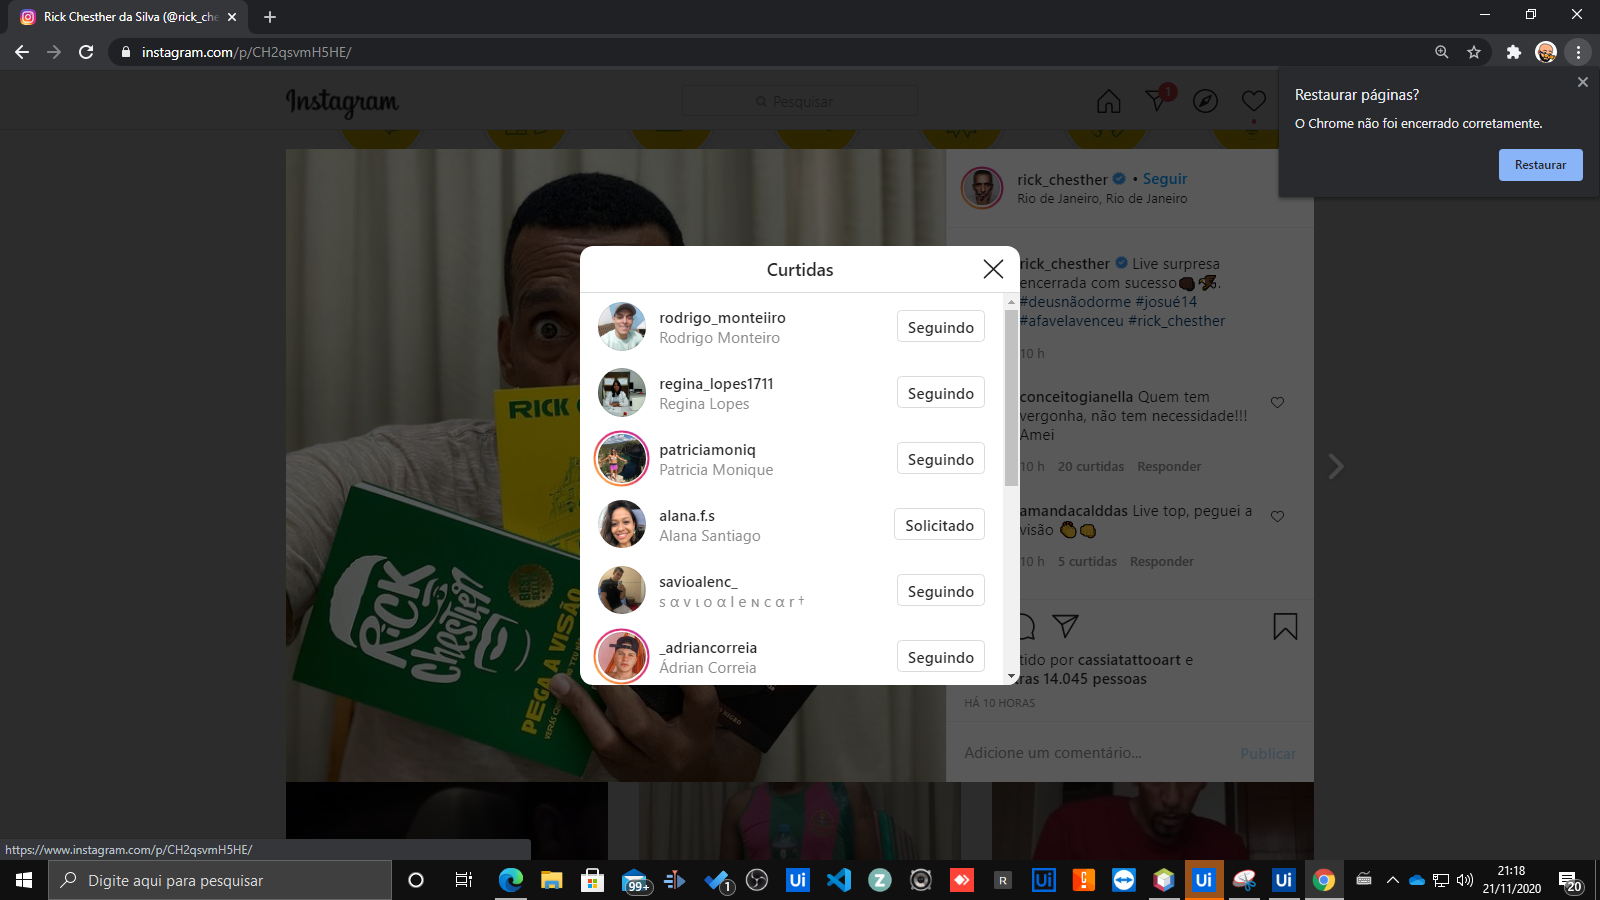 Rick Chesther da Silva (@rick_che
instagram.com/p/CH2qsvmH5HE/
Restaurar páginas?
O Chrome não foi encerrado corretamente.
Restaurar
Instagram
Pesquisar
1
rick_chesther • Seguir
Rio de Janeiro, Rio de Janeiro
rick_chesther Live surpresa
encerrada com sucesso.
#deusnãodorme #josué14
#afavelavenceu #rick_chesther
10 h
conceitogianella Quem tem
vergonha, não tem necessidade!!!
Amei
10 h 20 curtidas Responder
amandacalddas Live top, peguei a
visão
10 h 5 curtidas Responder
tido por cassiatattooart e
ras 14.045 pessoas
HÁ 10 HORAS
Adicione um comentário...
Publicar
Curtidas
rodrigo_monteiiro
Rodrigo Monteiro
Seguindo
regina_lopes1711
Regina Lopes
Seguindo
patriciamoniq
Patricia Monique
Seguindo
alana.f.s
Alana Santiago
Solicitado
savioalenc_
s α v ι o α l e ɴ c α r †
Seguindo
_adriancorreia
Ádrian Correia
Seguindo
RICK C
Rick
Chesther
PEGA A VISÃO
https://www.instagram.com/p/CH2qsvmH5HE/
Digite aqui para pesquisar
99+
1
Ui
Z
R
Ui
Ui
Ui
21:18
21/11/2020
20